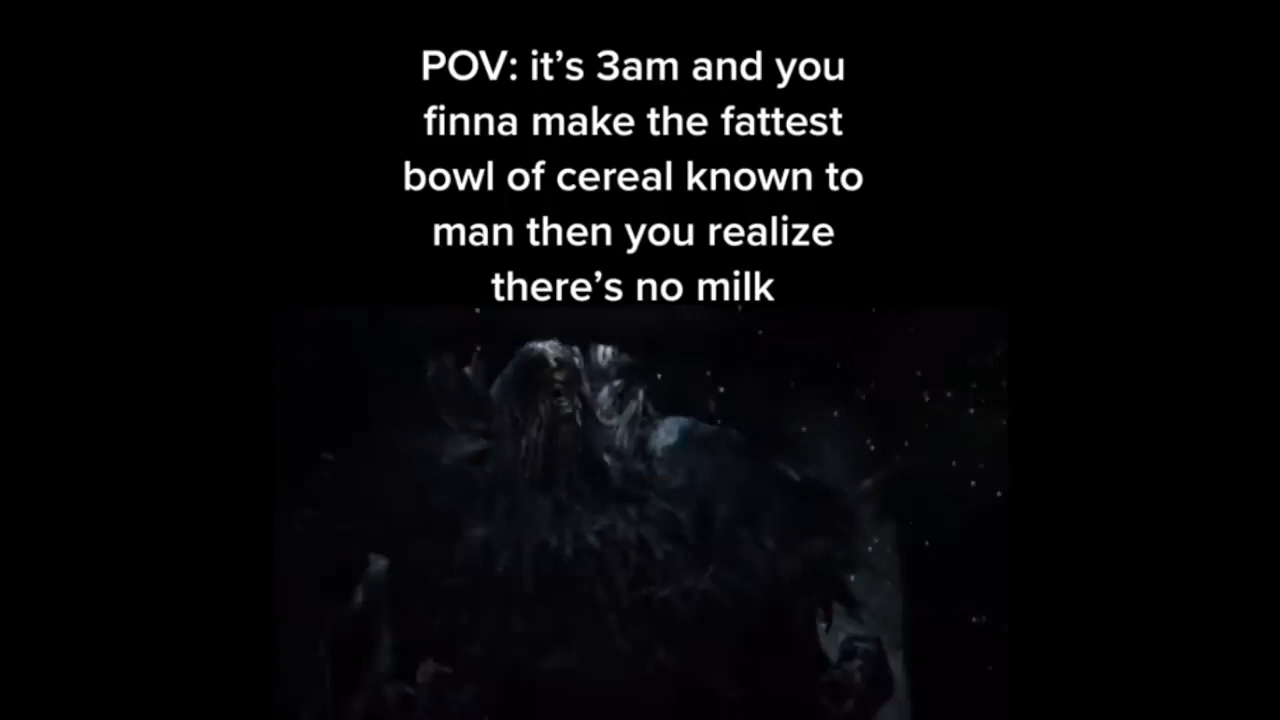 POV: it’s 3am and you
finna make the fattest
bowl of cereal known to
man then you realize
there’s no milk